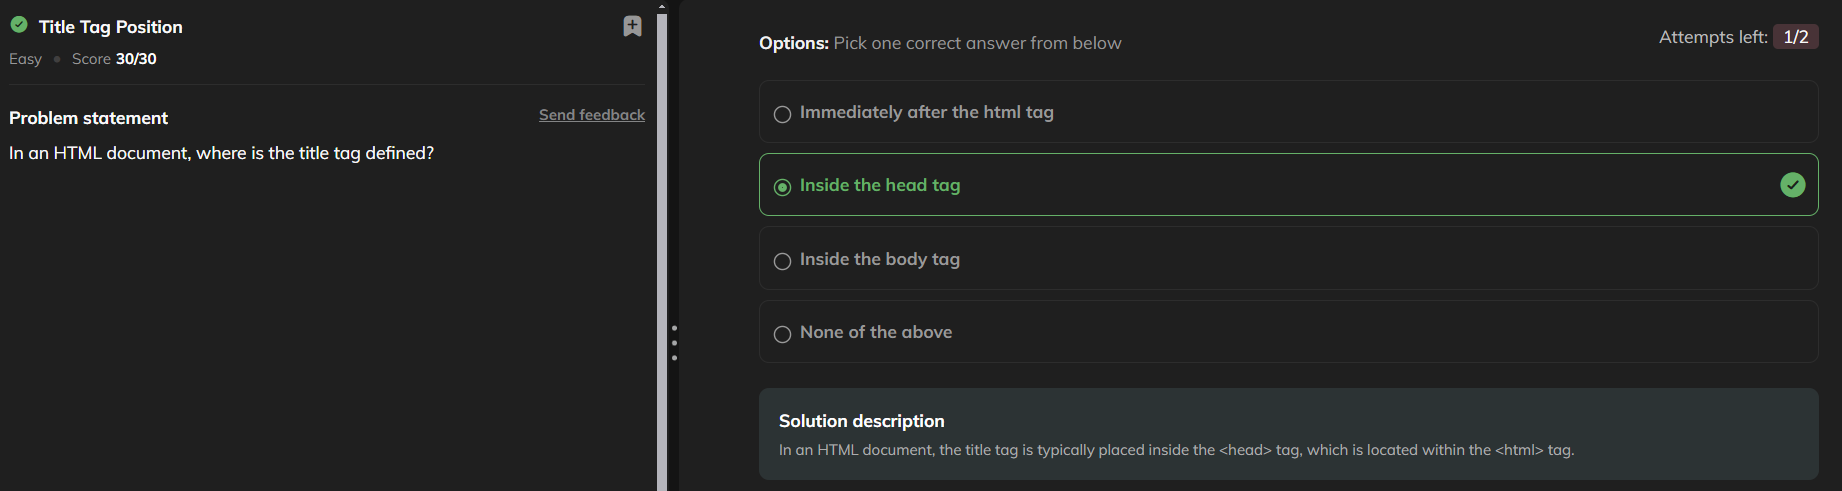 Title Tag Position
Easy • Score 30/30
Problem statement
Send feedback
In an HTML document, where is the title tag defined?
Options: Pick one correct answer from below
Attempts left: 1/2
Immediately after the html tag
Inside the head tag
Inside the body tag
None of the above
Solution description
In an HTML document, the title tag is typically placed inside the <head> tag, which is located within the <html> tag.